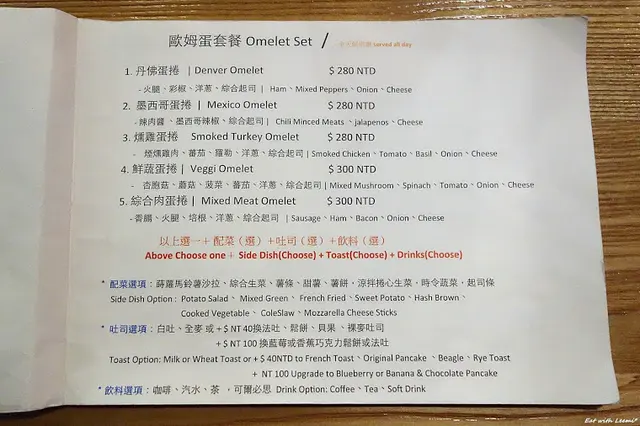 歐姆蛋套餐 Omelet Set / served all day
1. 丹佛蛋捲 | Denver Omelet $ 280 NTD
- 火腿、彩椒、洋蔥、綜合起司 | Ham、Mixed Peppers、Onion、Cheese
2. 墨西哥蛋捲 | Mexico Omelet $ 280 NTD
- 辣肉醬 、墨西哥辣椒、綜合起司 | Chili Minced Meats 、jalapenos、Cheese
3. 燻雞蛋捲 Smoked Turkey Omelet $ 280 NTD
- 煙燻雞肉、蕃茄、羅勒、洋蔥、綜合起司 | Smoked Chicken、Tomato、Basil、Onion、Cheese
4. 鮮蔬蛋捲 | Veggi Omelet $ 300 NTD
- 杏胞菇、蘑菇、菠菜、蕃茄、洋蔥、綜合起司 | Mixed Mushroom、Spinach、Tomato、Onion、Cheese
5. 綜合肉蛋捲 | Mixed Meat Omelet $ 300 NTD
- 香腸、火腿、培根、洋蔥、綜合起司 | Sausage、Ham、Bacon、Onion、Cheese
以上選一 + 配菜（選）+吐司（選）+飲料（選）
Above Choose one + Side Dish(Choose) + Toast(Choose) + Drinks(Choose)
* 配菜選項：蒔蘿馬鈴薯沙拉、綜合生菜、薯條、甜薯、薯餅，涼拌捲心生菜，時令蔬菜，起司條
Side Dish Option : Potato Salad、Mixed Green、French Fried、Sweet Potato、Hash Brown、
Cooked Vegetable、ColeSlaw、Mozzarella Cheese Sticks
* 吐司選項：白吐、全麥 或 + $ NT 40換法吐、鬆餅、貝果 、裸麥吐司
+ $ NT 100 換藍莓或香蕉巧克力鬆餅或法吐
Toast Option: Milk or Wheat Toast or + $ 40NTD to French Toast、Original Pancake 、Beagle、Rye Toast
+ NT 100 Upgrade to Blueberry or Banana & Chocolate Pancake
* 飲料選項：咖啡、汽水、茶 ，可爾必思 Drink Option: Coffee、Tea、Soft Drink
Eat with Leemi*